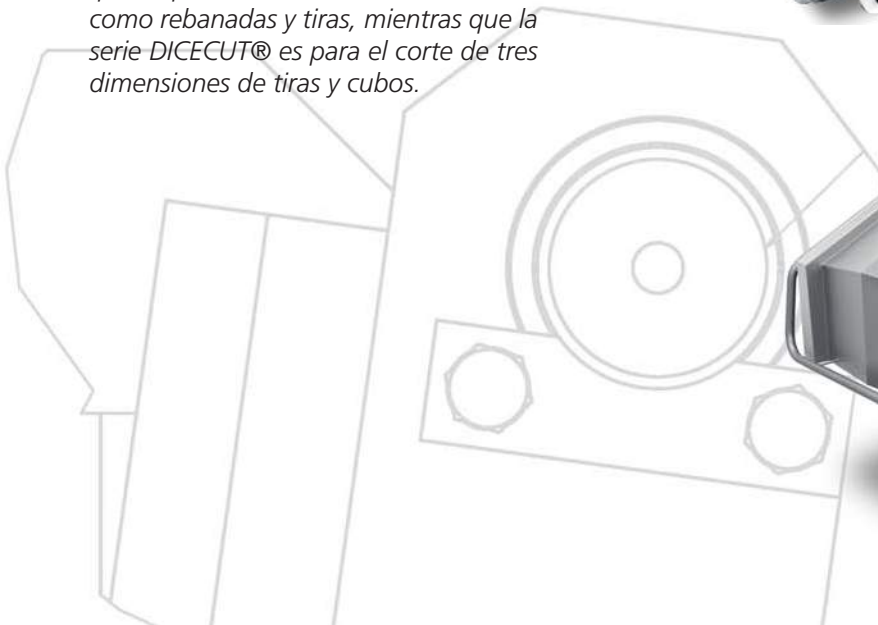 como rebanadas y tiras, mientras que la
serie DICECUT® es para el corte de tres
dimensiones de tiras y cubos.